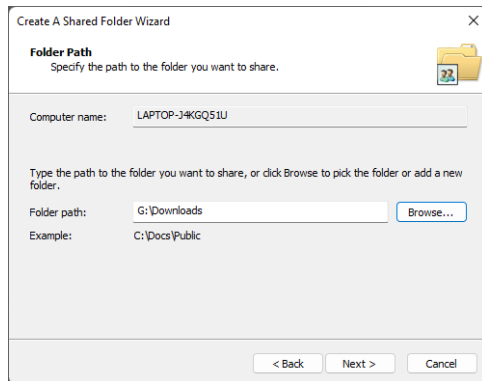 Create A Shared Folder Wizard
Folder Path
Specify the path to the folder you want to share.
Computer name: LAPTOP-J4KGQ51U
Type the path to the folder you want to share, or click Browse to pick the folder or add a new
folder.
Folder path: G:\Downloads Browse...
Example: C:\Docs\Public
< Back Next > Cancel